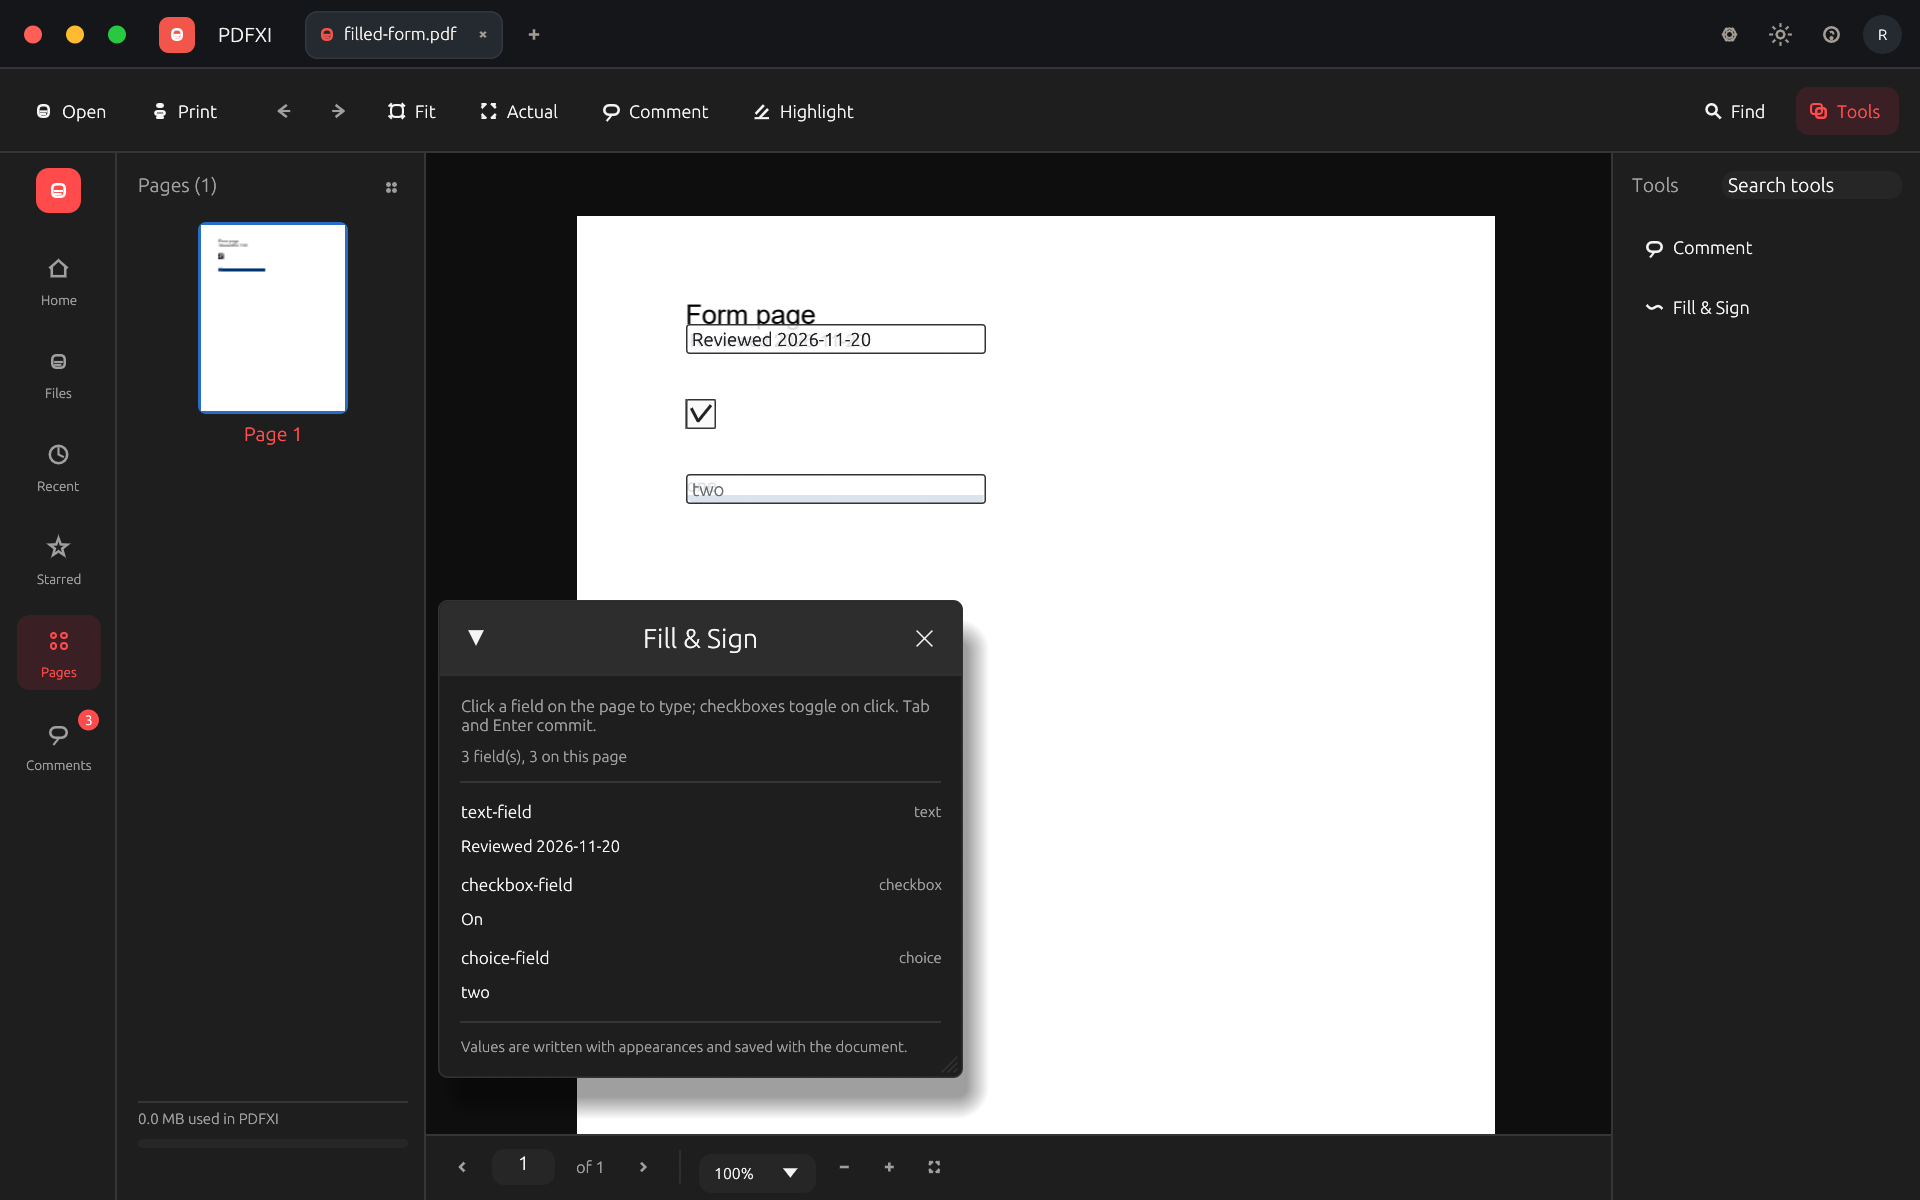 PDFXI
filled-form.pdf
R
Open
Print
Fit
Actual
Comment
Highlight
Find
Tools
Home
Files
Recent
Starred
Pages
3
Comments
Pages (1)
Page 1
0.0 MB used in PDFXI
Form page
Reviewed 2026-11-20
two
Fill & Sign
Click a field on the page to type; checkboxes toggle on click. Tab
and Enter commit.
3 field(s), 3 on this page
text-field text
Reviewed 2026-11-20
checkbox-field checkbox
On
choice-field choice
two
Values are written with appearances and saved with the document.
1 of 1
100%
Tools
Search tools
Comment
Fill & Sign